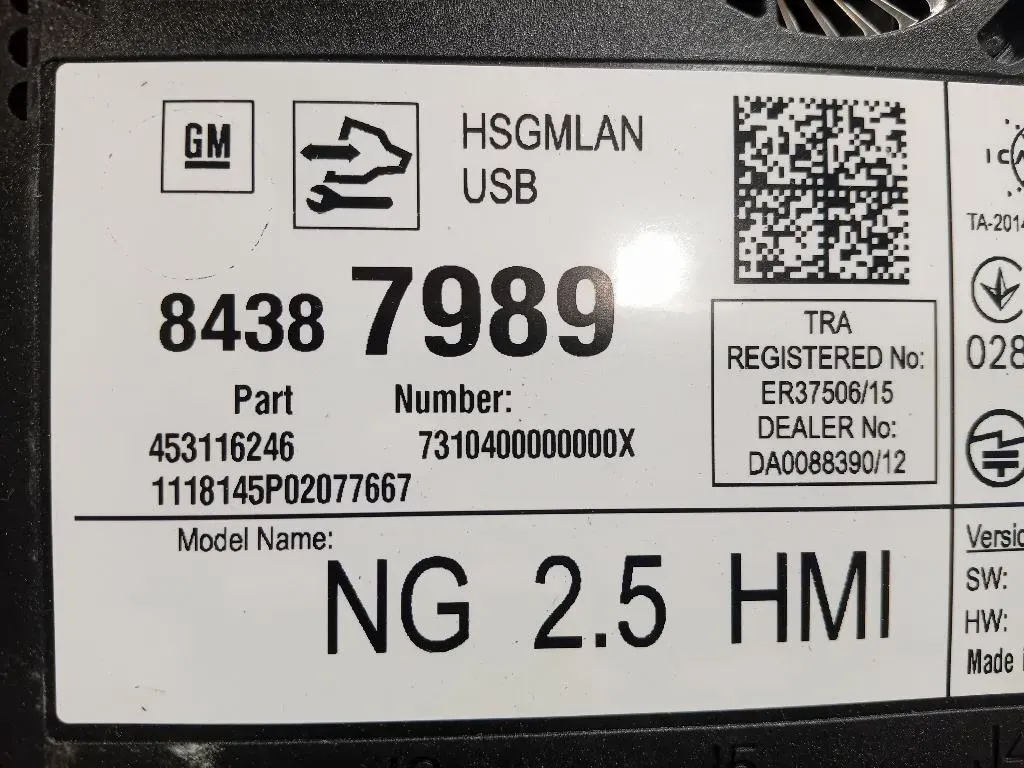 GM
HSGMLAN
USB
8438 7989
Part Number:
453116246 7310400000000X
1118145P02077667
TRA
REGISTERED No:
ER37506/15
DEALER No:
DA0088390/12
Model Name:
NG 2.5 HMI
TA-2014
028
SW:
HW:
Made